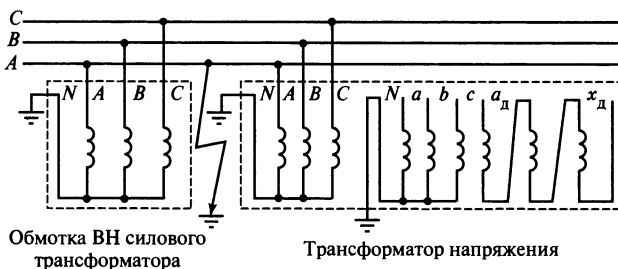 C
B
A
N A B C N A B C N a b c aд xд
Обмотка ВН силового
трансформатора
Трансформатор напряжения